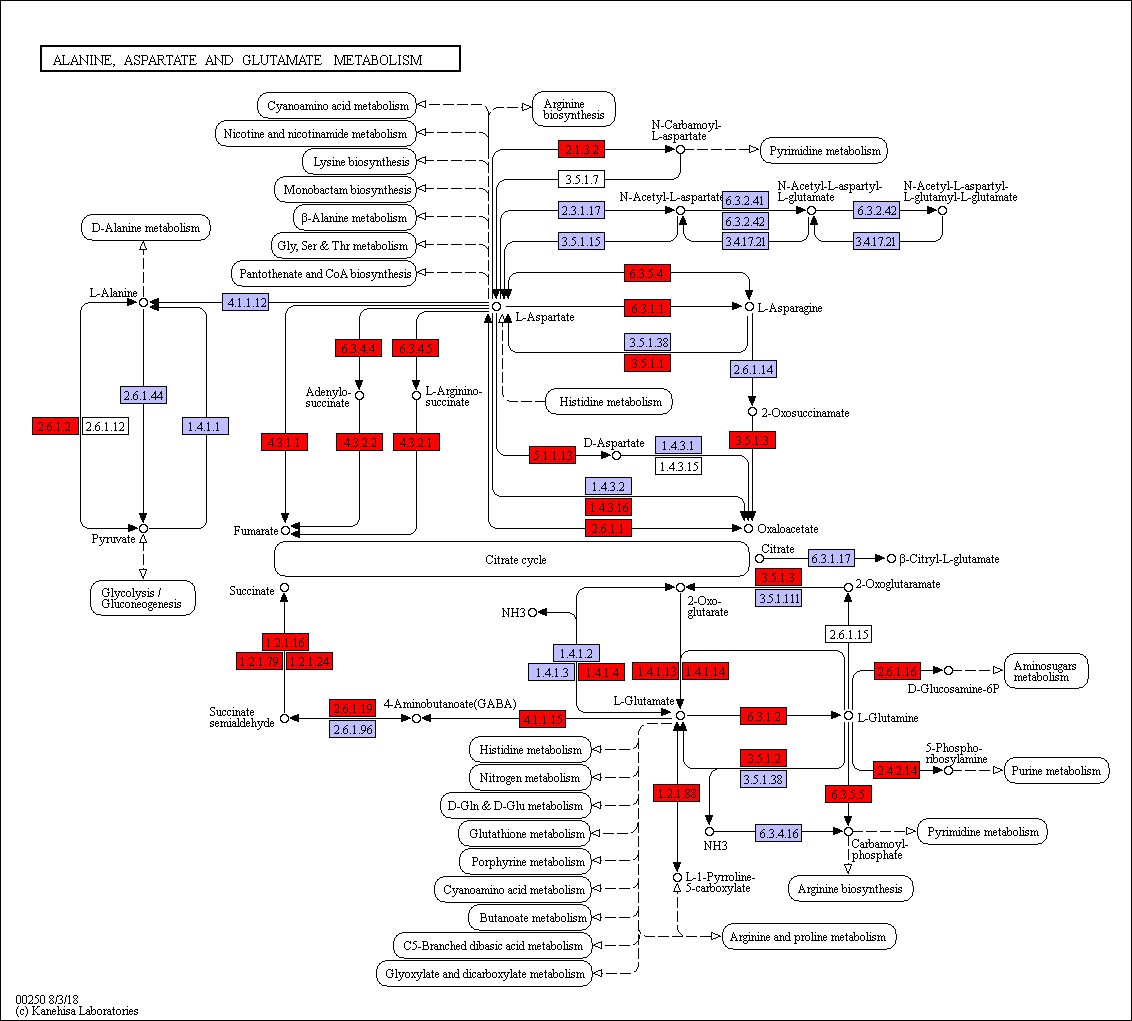 ALANINE, ASPARTATE AND GLUTAMATE METABOLISM
Cyanoamino acid metabolism
Arginine
biosynthesis
Nicotine and nicotinamide metabolism
N-Carbamoyl-
L-aspartate
Lysine biosynthesis
2.1.3.2
Pyrimidine metabolism
Monobactam biosynthesis
3.5.1.7
β-Alanine metabolism
N-Acetyl-L-aspartate
2.3.1.17
6.3.2.41
6.3.2.42
N-Acetyl-L-aspartyl-
L-glutamate
6.3.2.42
N-Acetyl-L-aspartyl-
L-glutamyl-L-glutamate
D-Alanine metabolism
Gly, Ser & Thr metabolism
3.5.1.15
3.4.17.21
3.4.17.21
Pantothenate and CoA biosynthesis
6.3.5.4
L-Alanine
4.1.1.12
L-Aspartate
6.3.1.1
L-Asparagine
6.3.4.4
6.3.4.5
3.5.1.38
3.5.1.1
2.6.1.14
2.6.1.44
Adenylo-
succinate
L-Arginino-
succinate
Histidine metabolism
2-Oxosuccinamate
2.6.1.2
2.6.1.12
1.4.1.1
4.3.1.1
4.3.2.2
4.3.2.1
D-Aspartate
5.1.1.13
1.4.3.1
1.4.3.15
3.5.1.3
1.4.3.2
1.4.3.16
2.6.1.1
Pyruvate
Fumarate
Oxaloacetate
Citrate cycle
Citrate
6.3.1.17
β-Citryl-L-glutamate
Glycolysis /
Gluconeogenesis
Succinate
3.5.1.3
3.5.1.111
2-Oxoglutaramate
NH3
2-Oxo-
glutarate
2.6.1.15
1.2.1.16
1.2.1.79
1.2.1.24
1.4.1.2
1.4.1.3
1.4.1.4
1.4.1.13
1.4.1.14
2.6.1.16
D-Glucosamine-6P
Aminosugars
metabolism
Succinate
semialdehyde
2.6.1.19
2.6.1.96
4-Aminobutanoate(GABA)
4.1.1.15
L-Glutamate
6.3.1.2
L-Glutamine
Histidine metabolism
3.5.1.2
3.5.1.38
5-Phospho-
ribosylamine
2.4.2.14
Purine metabolism
Nitrogen metabolism
1.2.1.88
6.3.5.5
D-Gln & D-Glu metabolism
Glutathione metabolism
NH3
6.3.4.16
Carbamoyl-
phosphate
Pyrimidine metabolism
Porphyrine metabolism
L-1-Pyrroline-
5-carboxylate
Arginine biosynthesis
Cyanoamino acid metabolism
Butanoate metabolism
C5-Branched dibasic acid metabolism
Arginine and proline metabolism
Glyoxylate and dicarboxylate metabolism
00250 8/3/18
(c) Kanehisa Laboratories